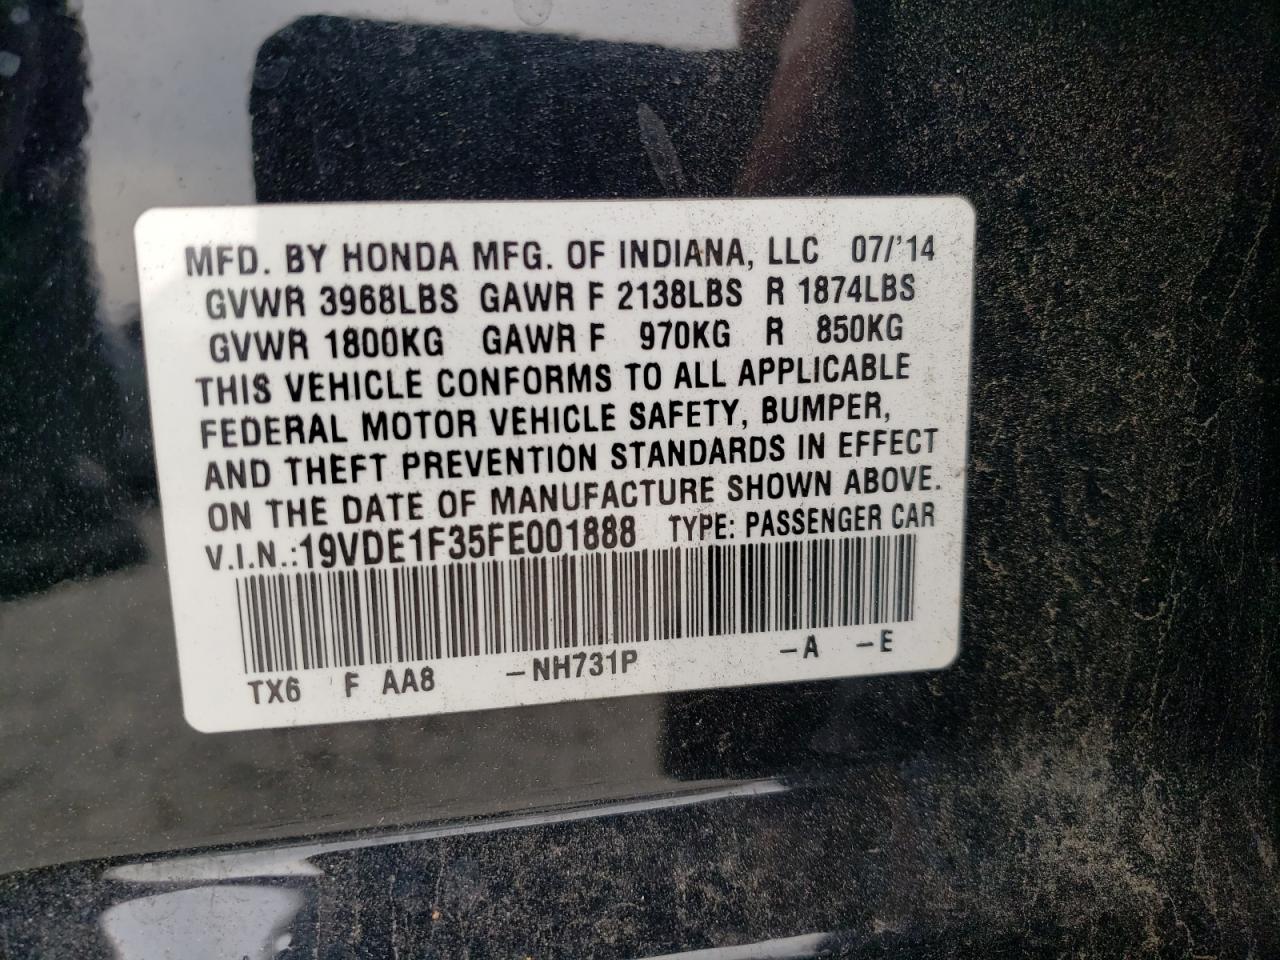 MFD. BY HONDA MFG. OF INDIANA, LLC 07/'14
GVWR 3968LBS GAWR F 2138LBS R 1874LBS
GVWR 1800KG GAWR F 970KG R 850KG
THIS VEHICLE CONFORMS TO ALL APPLICABLE
FEDERAL MOTOR VEHICLE SAFETY, BUMPER,
AND THEFT PREVENTION STANDARDS IN EFFECT
ON THE DATE OF MANUFACTURE SHOWN ABOVE.
V.I.N.:19VDE1F35FE001888 TYPE: PASSENGER CAR
TX6 F AA8 –NH731P –A –E